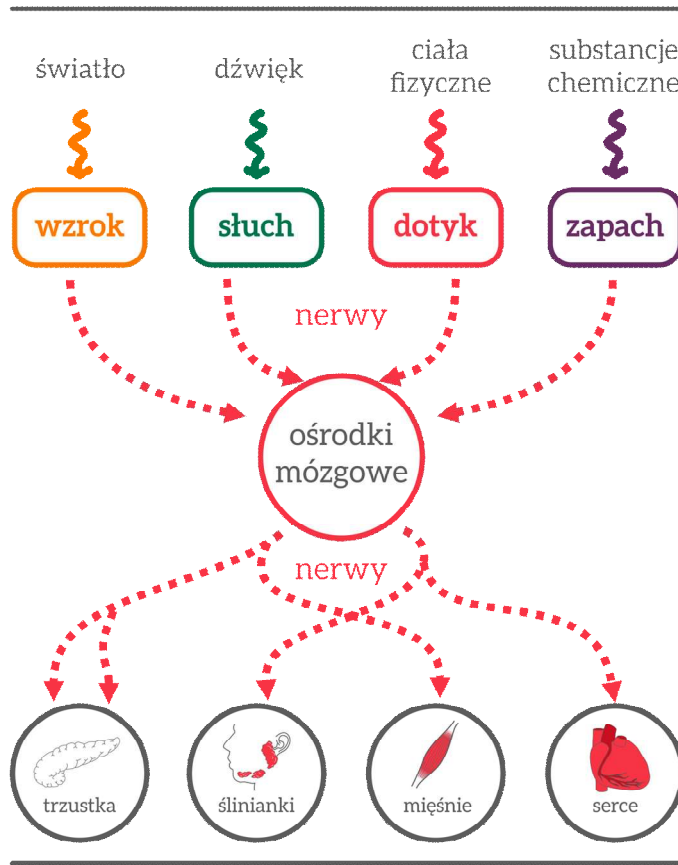 światło
dźwięk
ciała
fizyczne
substancje
chemiczne
wzrok
słuch
dotyk
zapach
nerwy
ośrodki
mózgowe
nerwy
trzustka
ślinianki
mięśnie
serce